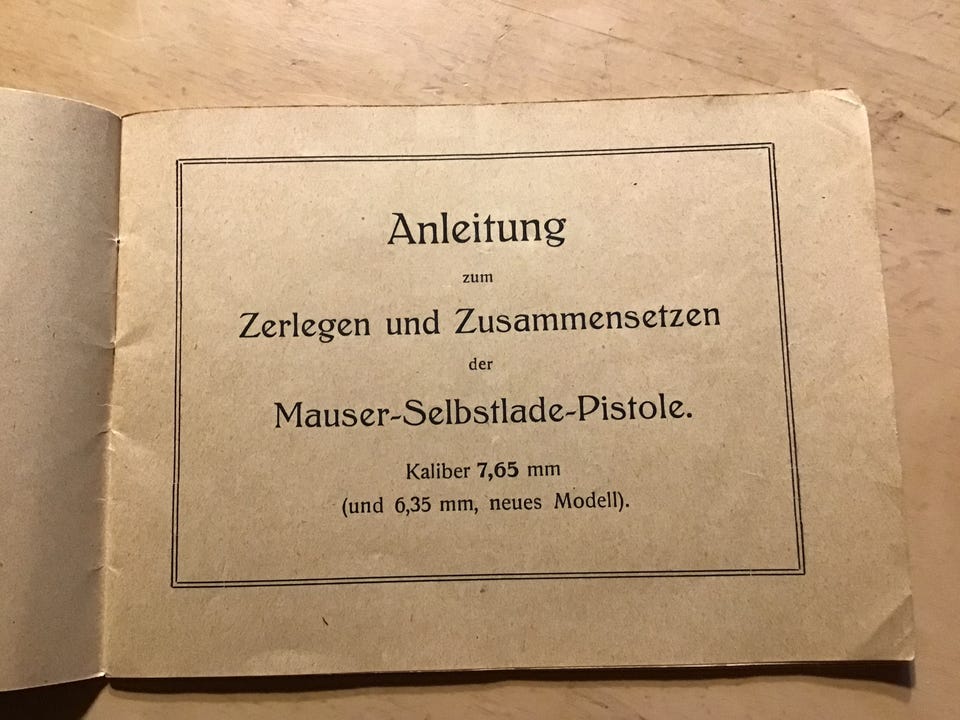 Anleitung
zum
Zerlegen und Zusammensetzen
der
Mauser-Selbstlade-Pistole.
Kaliber 7,65 mm
(und 6,35 mm, neues Modell).